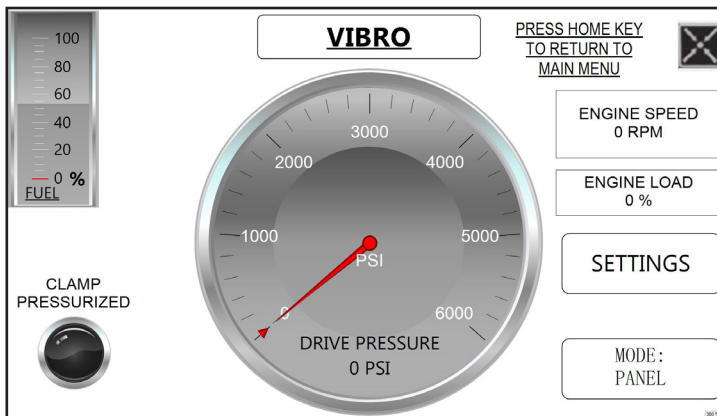 100
80
60
40
20
0 %
FUEL
VIBRO
PRESS HOME KEY
TO RETURN TO
MAIN MENU
ENGINE SPEED
0 RPM
ENGINE LOAD
0 %
SETTINGS
MODE:
PANEL
CLAMP
PRESSURIZED
0
1000
2000
3000
4000
5000
6000
PSI
DRIVE PRESSURE
0 PSI